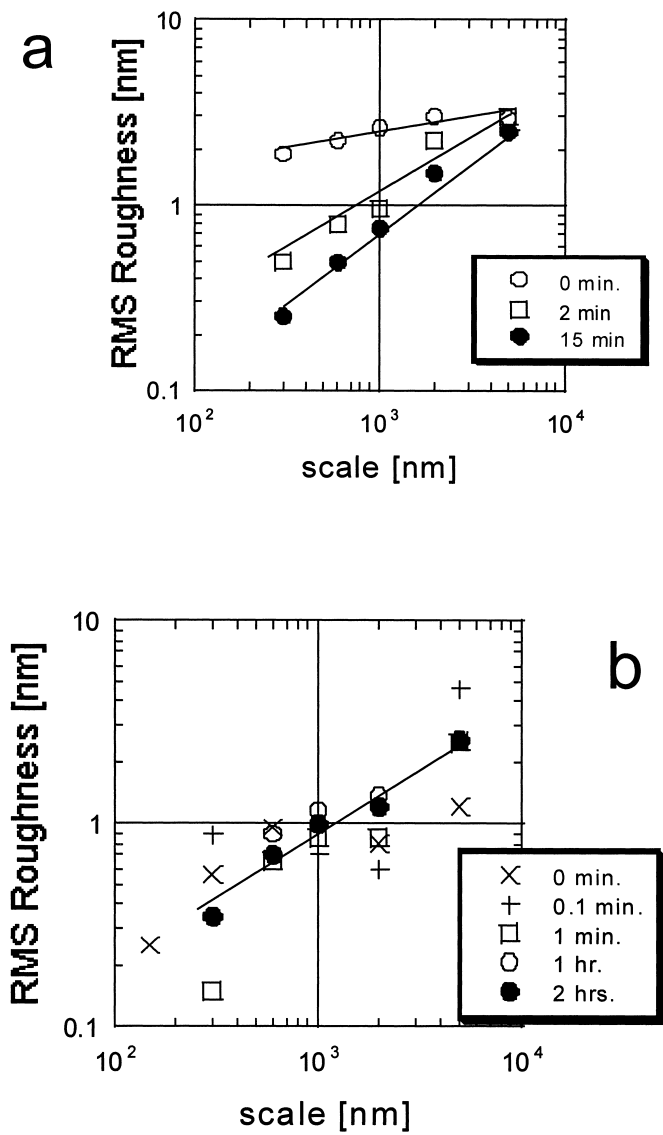 a
RMS Roughness [nm]
10
1
0.1
10² 10³ 10⁴
scale [nm]
0 min.
2 min
15 min
b
RMS Roughness [nm]
10
1
0.1
10² 10³ 10⁴
scale [nm]
0 min.
0.1 min.
1 min.
1 hr.
2 hrs.